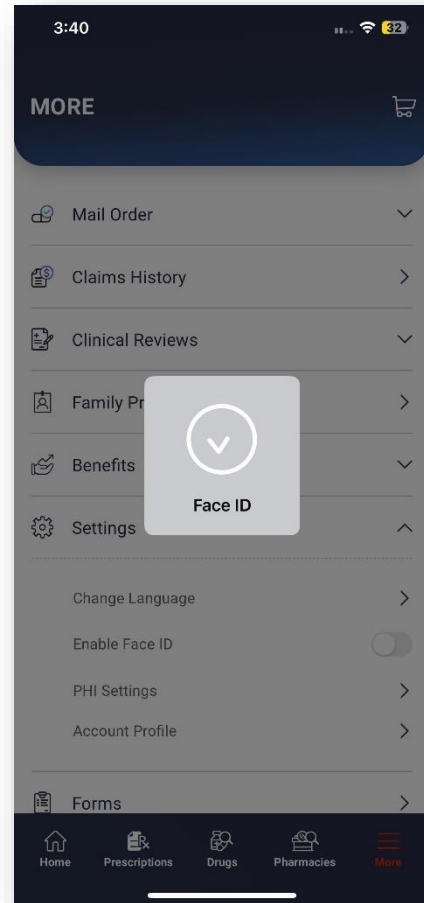 3:40
32
MORE
Mail Order
Claims History
Clinical Reviews
Family Pr
Benefits
Face ID
Settings
Change Language
Enable Face ID
PHI Settings
Account Profile
Forms
Home Prescriptions Drugs Pharmacies More